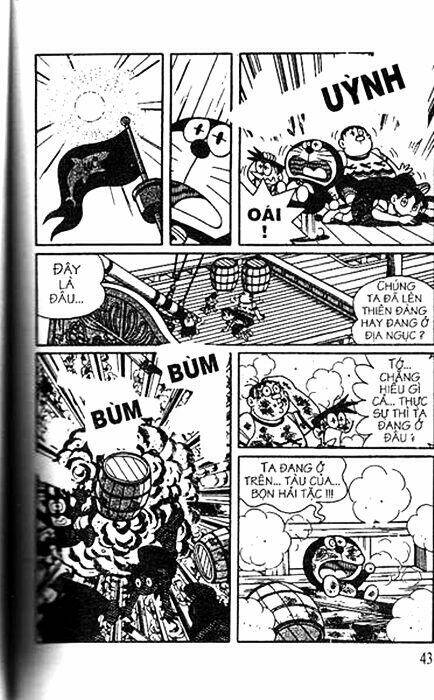 UỲNH
OÁI
!
ĐÂY
LÀ
ĐÂU...
CHÚNG
TA ĐÃ LÊN
THIÊN ĐÀNG
HAY ĐANG Ở
ĐỊA NGỤC ?
BÙM
BÙM
BÙM
TỚ...
CHẲNG
HIỂU GÌ
CẢ... THỰC
SỰ THÌ TA
ĐANG Ở
ĐÂU ?
TA ĐANG Ở
TRÊN... TÀU CỦA...
BỌN HẢI TẶC !!!
43